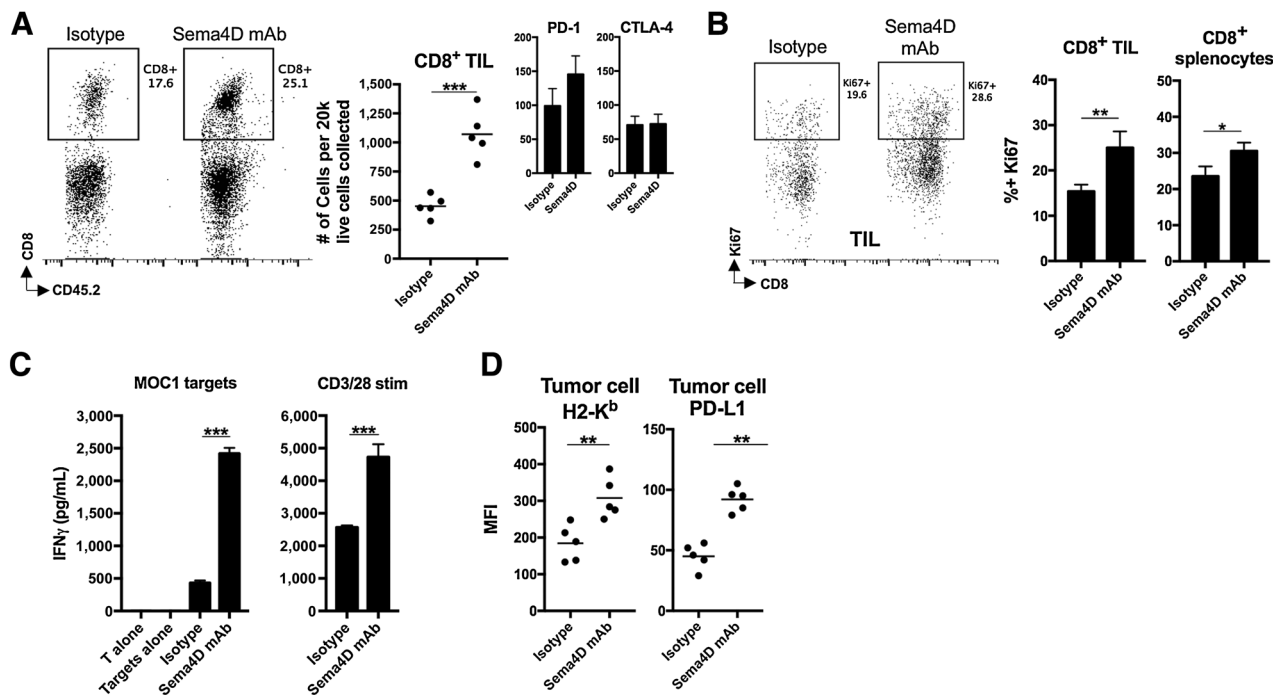 A
Isotype
Sema4D mAb
CD8+
17.6
CD8+
25.1
CD8
CD45.2
CD8+ TIL
***
# of Cells per 20k
live cells collected
1,500
1,250
1,000
750
500
250
0
Isotype
Sema4D mAb
PD-1
200
150
100
50
0
Isotype
Sema4D
CTLA-4
200
150
100
50
0
Isotype
Sema4D
B
Isotype
Sema4D
mAb
Ki67+
19.6
Ki67+
28.6
TIL
Ki67
CD8
CD8+ TIL
%+ Ki67
40
30
20
10
0
**
Isotype
Sema4D mAb
CD8+
splenocytes
50
40
30
20
10
0
*
Isotype
Sema4D mAb
C
MOC1 targets
IFNγ (pg/mL)
3,000
2,500
2,000
1,500
1,000
500
0
***
T alone
Targets alone
Isotype
Sema4D mAb
CD3/28 stim
6,000
5,000
4,000
3,000
2,000
1,000
0
***
Isotype
Sema4D mAb
D
Tumor cell
H2-Kb
MFI
500
400
300
200
100
0
**
Isotype
Sema4D mAb
Tumor cell
PD-L1
150
100
50
0
**
Isotype
Sema4D mAb